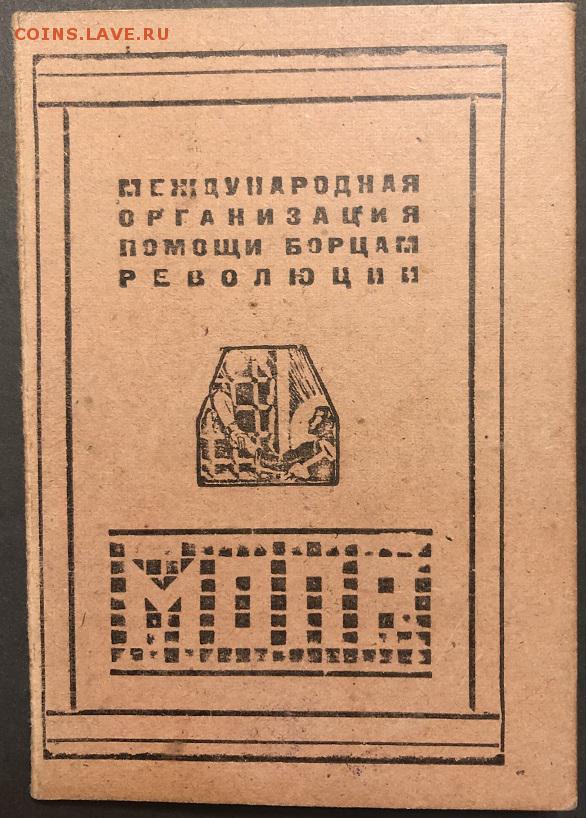 COINS.LAVE.RU
МЕЖДУНАРОДНАЯ
ОРГАНИЗАЦИЯ
ПОМОЩИ БОРЦАМ
РЕВОЛЮЦИИ
МОПР